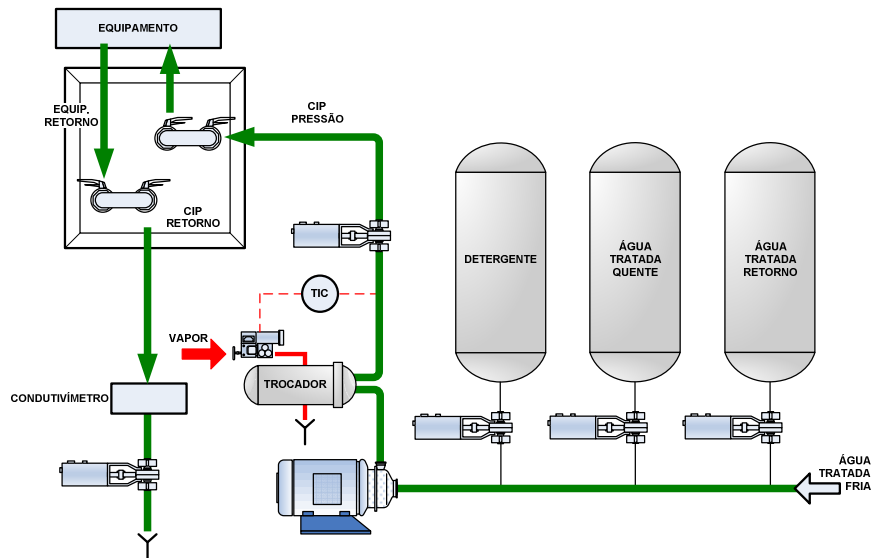 EQUIPAMENTO
EQUIP.
RETORNO
CIP
PRESSÃO
CIP
RETORNO
DETERGENTE
ÁGUA
TRATADA
QUENTE
ÁGUA
TRATADA
RETORNO
TIC
VAPOR
TROCADOR
CONDUTIVÍMETRO
ÁGUA
TRATADA
FRIA